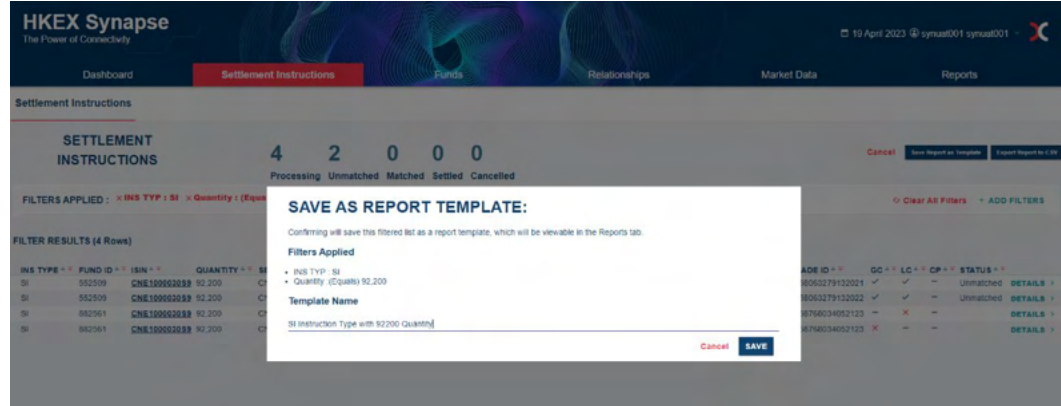 HKEX Synapse
The Power of Connectivity
19 April 2023 synuat001 synuat001
Dashboard Settlement Instructions Funds Relationships Market Data Reports
Settlement Instructions
SETTLEMENT
INSTRUCTIONS
4 2 0 0 0
Processing Unmatched Matched Settled Cancelled
Cancel Save Report as Template Export Report to CSV
FILTERS APPLIED : × INS TYP : SI × Quantity : (Equa
Clear All Filters + ADD FILTERS
SAVE AS REPORT TEMPLATE:
Confirming will save this filtered list as a report template, which will be viewable in the Reports tab.
Filters Applied
• INS TYP : SI
• Quantity :(Equals) 92,200
Template Name
SI Instruction Type with 92200 Quantity
Cancel SAVE
FILTER RESULTS (4 Rows)
INS TYPE FUND ID ISIN QUANTITY ADE ID GC LC CP STATUS
SI 552509 CNE1000030S9 92,200 ✓ ✓ – Unmatched DETAILS >
SI 552509 CNE1000030S9 92,200 ✓ ✓ – Unmatched DETAILS >
SI 882561 CNE1000030S9 92,200 – × – DETAILS >
SI 882561 CNE1000030S9 92,200 × – – DETAILS >